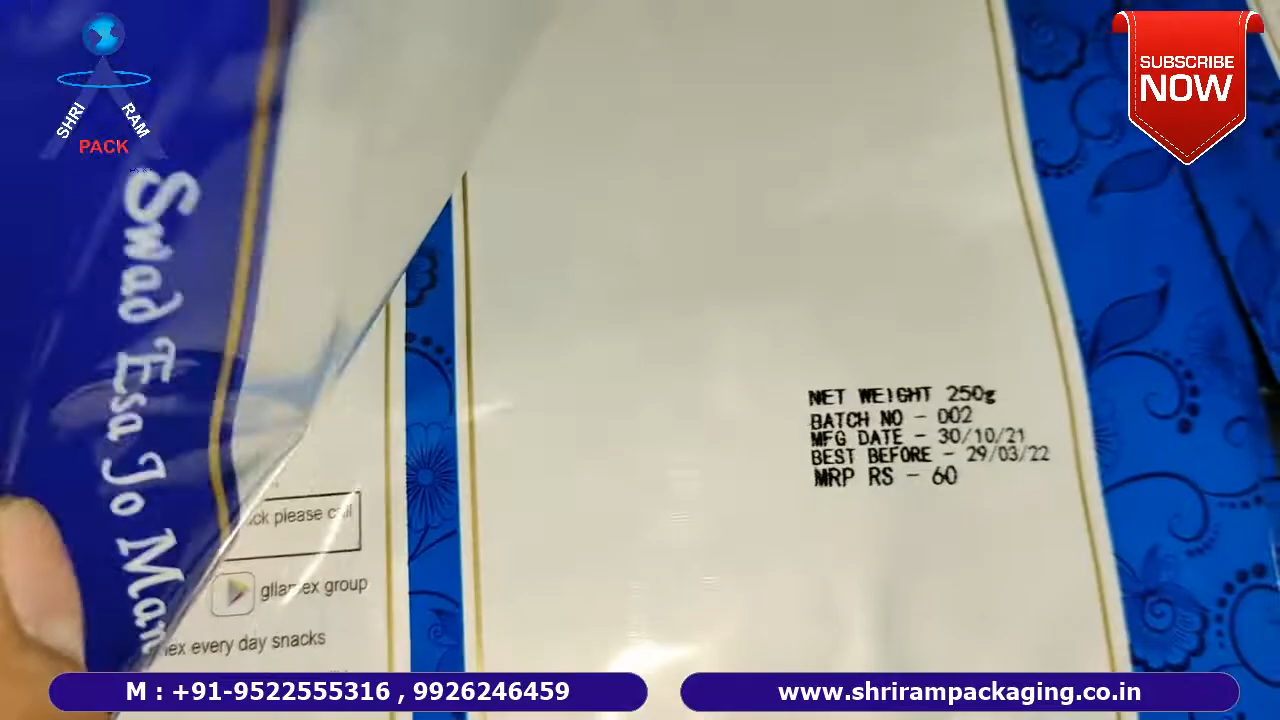 SHRI RAM
PACK
SUBSCRIBE
NOW
Swad Esa Jo Man
NET WEIGHT 250g
BATCH NO - 002
MFG DATE - 30/10/21
BEST BEFORE - 29/03/22
MRP RS - 60
please call
gliamex group
every day snacks
M : +91-9522555316 , 9926246459
www.shrirampackaging.co.in